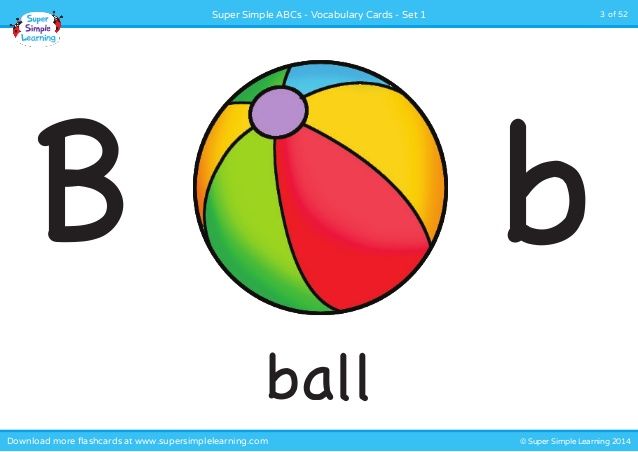 Super Simple Learning
Super Simple ABCs - Vocabulary Cards - Set 1
3 of 52
B b
ball
Download more flashcards at www.supersimplelearning.com
© Super Simple Learning 2014